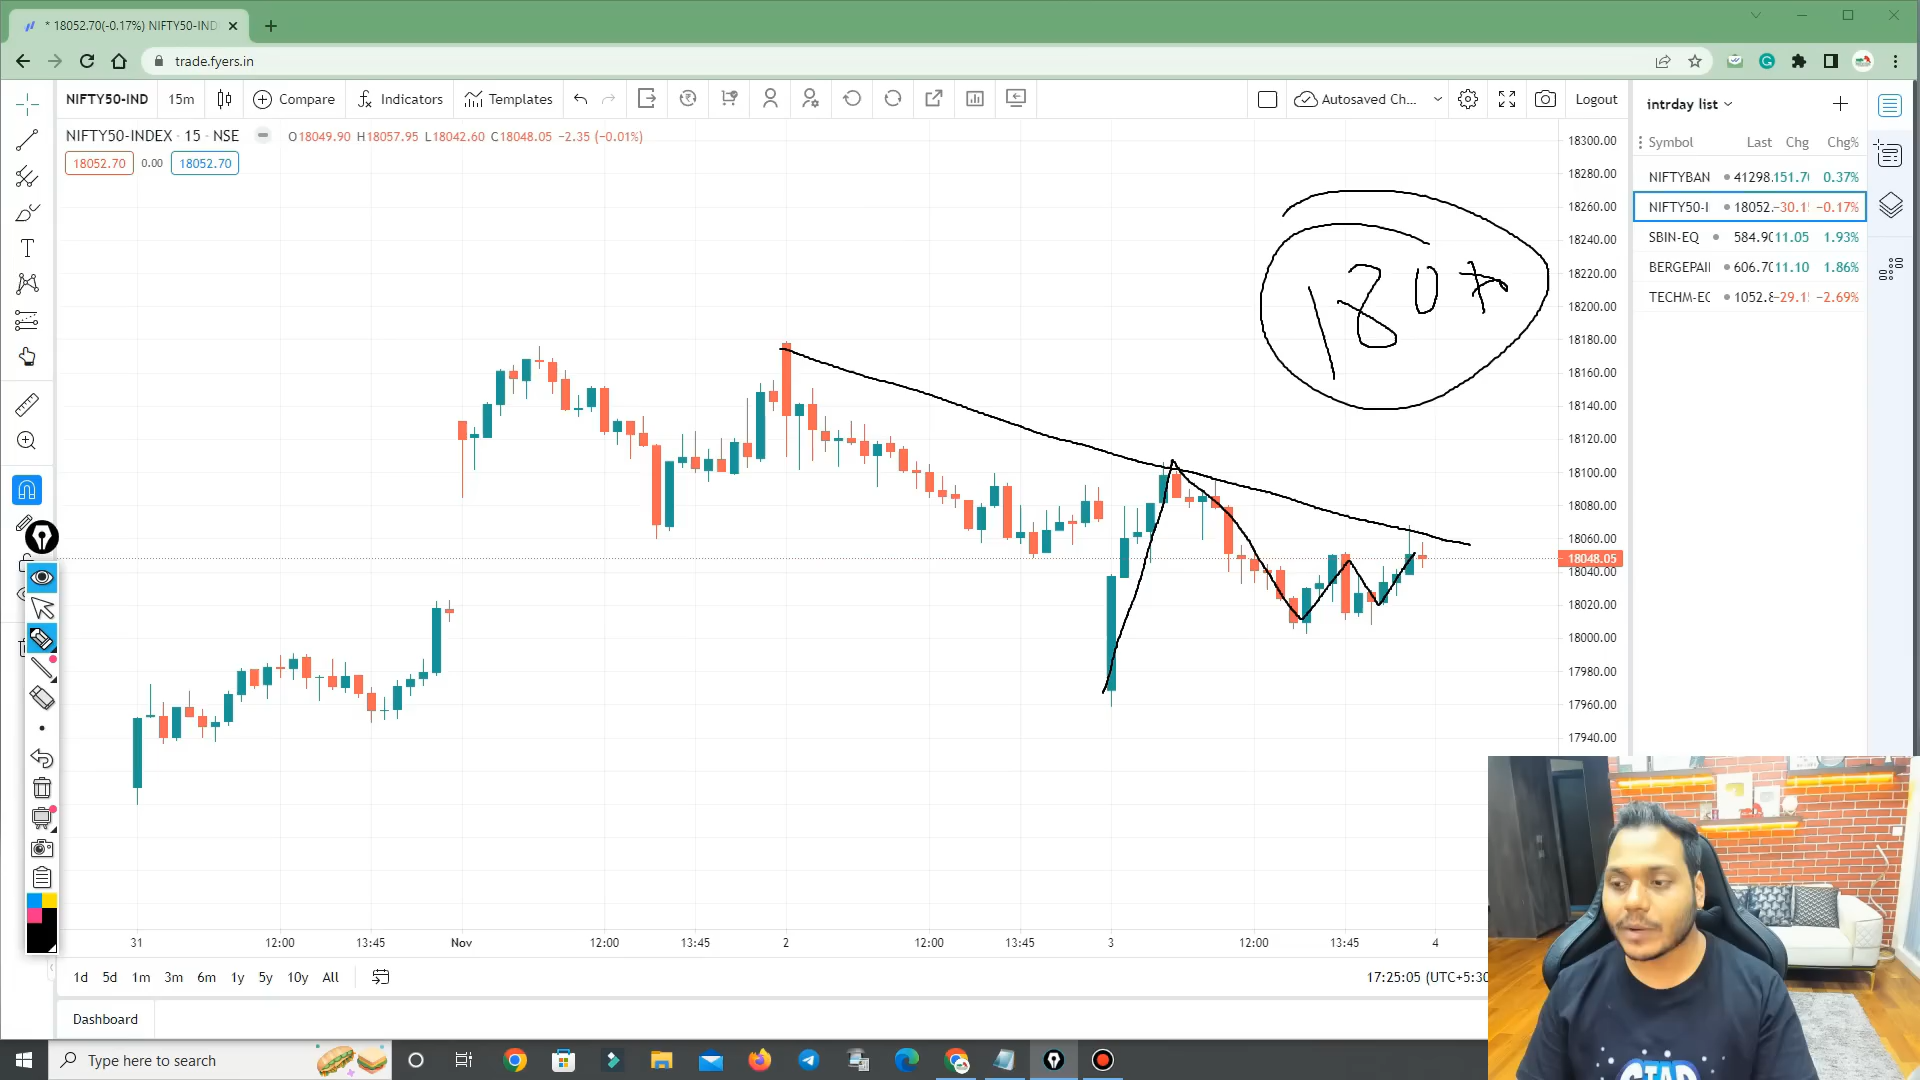 * 18052.70(-0.17%) NIFTY50-IND
trade.fyers.in
NIFTY50-IND 15m Compare Indicators Templates Autosaved Ch... Logout
NIFTY50-INDEX · 15 · NSE O18049.90 H18057.95 L18042.60 C18048.05 −2.35 (−0.01%)
18052.70 0.00 18052.70
intrday list
Symbol Last Chg Chg%
NIFTYBAN 41298. 151.7 0.37%
NIFTY50-I 18052. −30.1 −0.17%
SBIN-EQ 584.90 11.05 1.93%
BERGEPAI 606.70 11.10 1.86%
TECHM-EQ 1052.8 −29.1 −2.69%
18300.00
18280.00
18260.00
18240.00
18220.00
18200.00
18180.00
18160.00
18140.00
18120.00
18100.00
18080.00
18060.00
18048.05
18040.00
18020.00
18000.00
17980.00
17960.00
17940.00
180
31 12:00 13:45 Nov 12:00 13:45 2 12:00 13:45 3 12:00 13:45 4
1d 5d 1m 3m 6m 1y 5y 10y All
17:25:05 (UTC+5:30
Dashboard
Type here to search
STAR